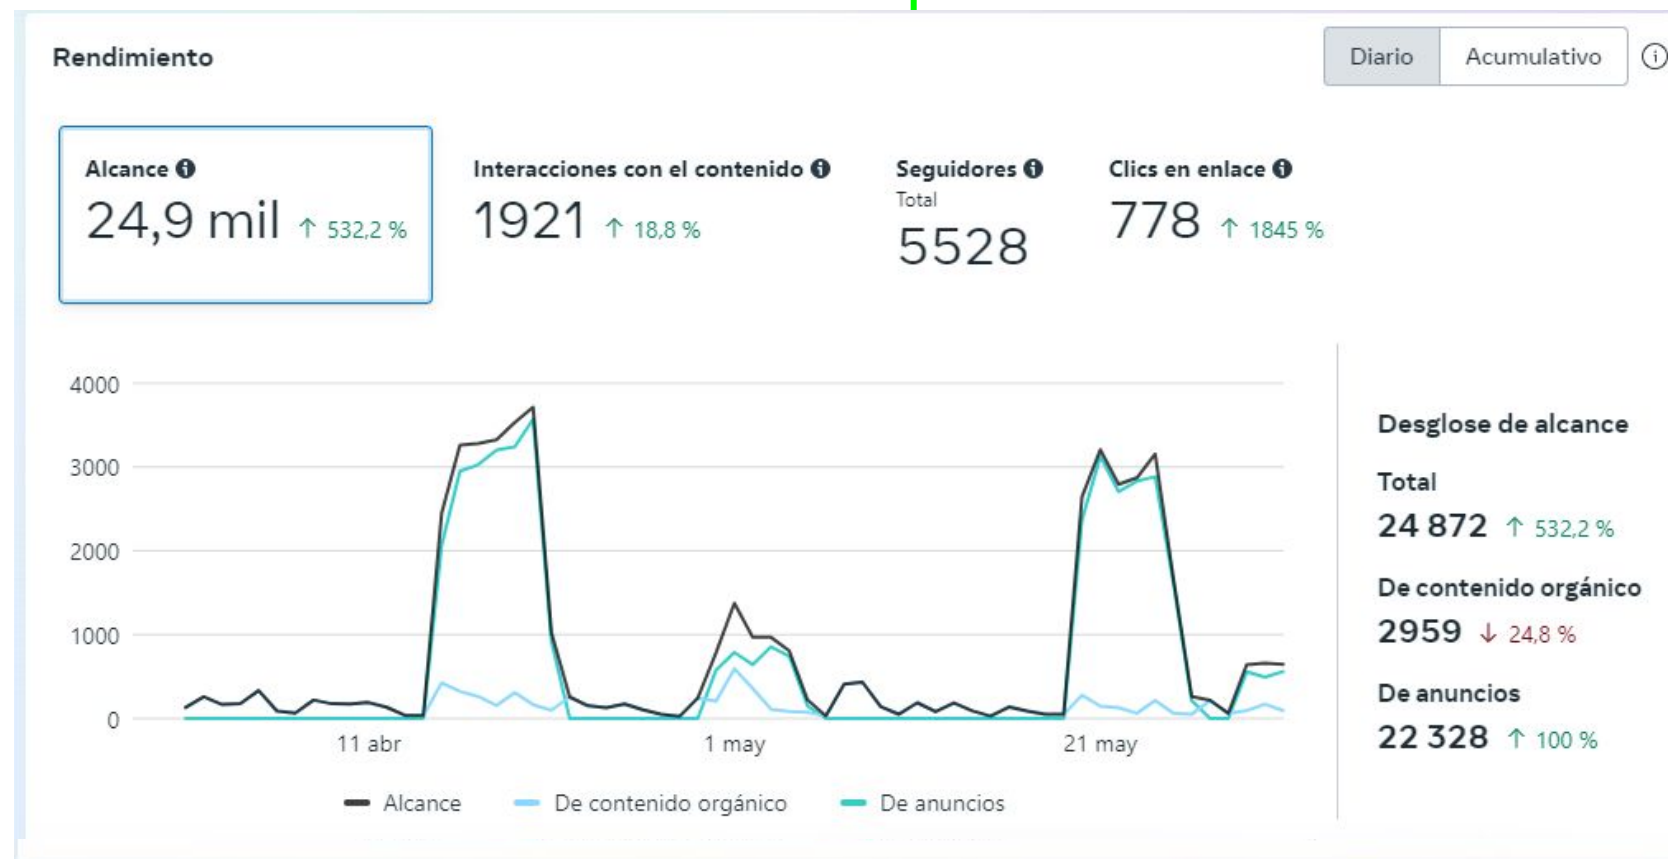 Rendimiento
Diario
Acumulativo
Alcance
24,9 mil ↑ 532,2 %
Interacciones con el contenido
1921 ↑ 18,8 %
Seguidores
Total
5528
Clics en enlace
778 ↑ 1845 %
4000
3000
2000
1000
0
11 abr
1 may
21 may
Alcance
De contenido orgánico
De anuncios
Desglose de alcance
Total
24 872 ↑ 532,2 %
De contenido orgánico
2959 ↓ 24,8 %
De anuncios
22 328 ↑ 100 %